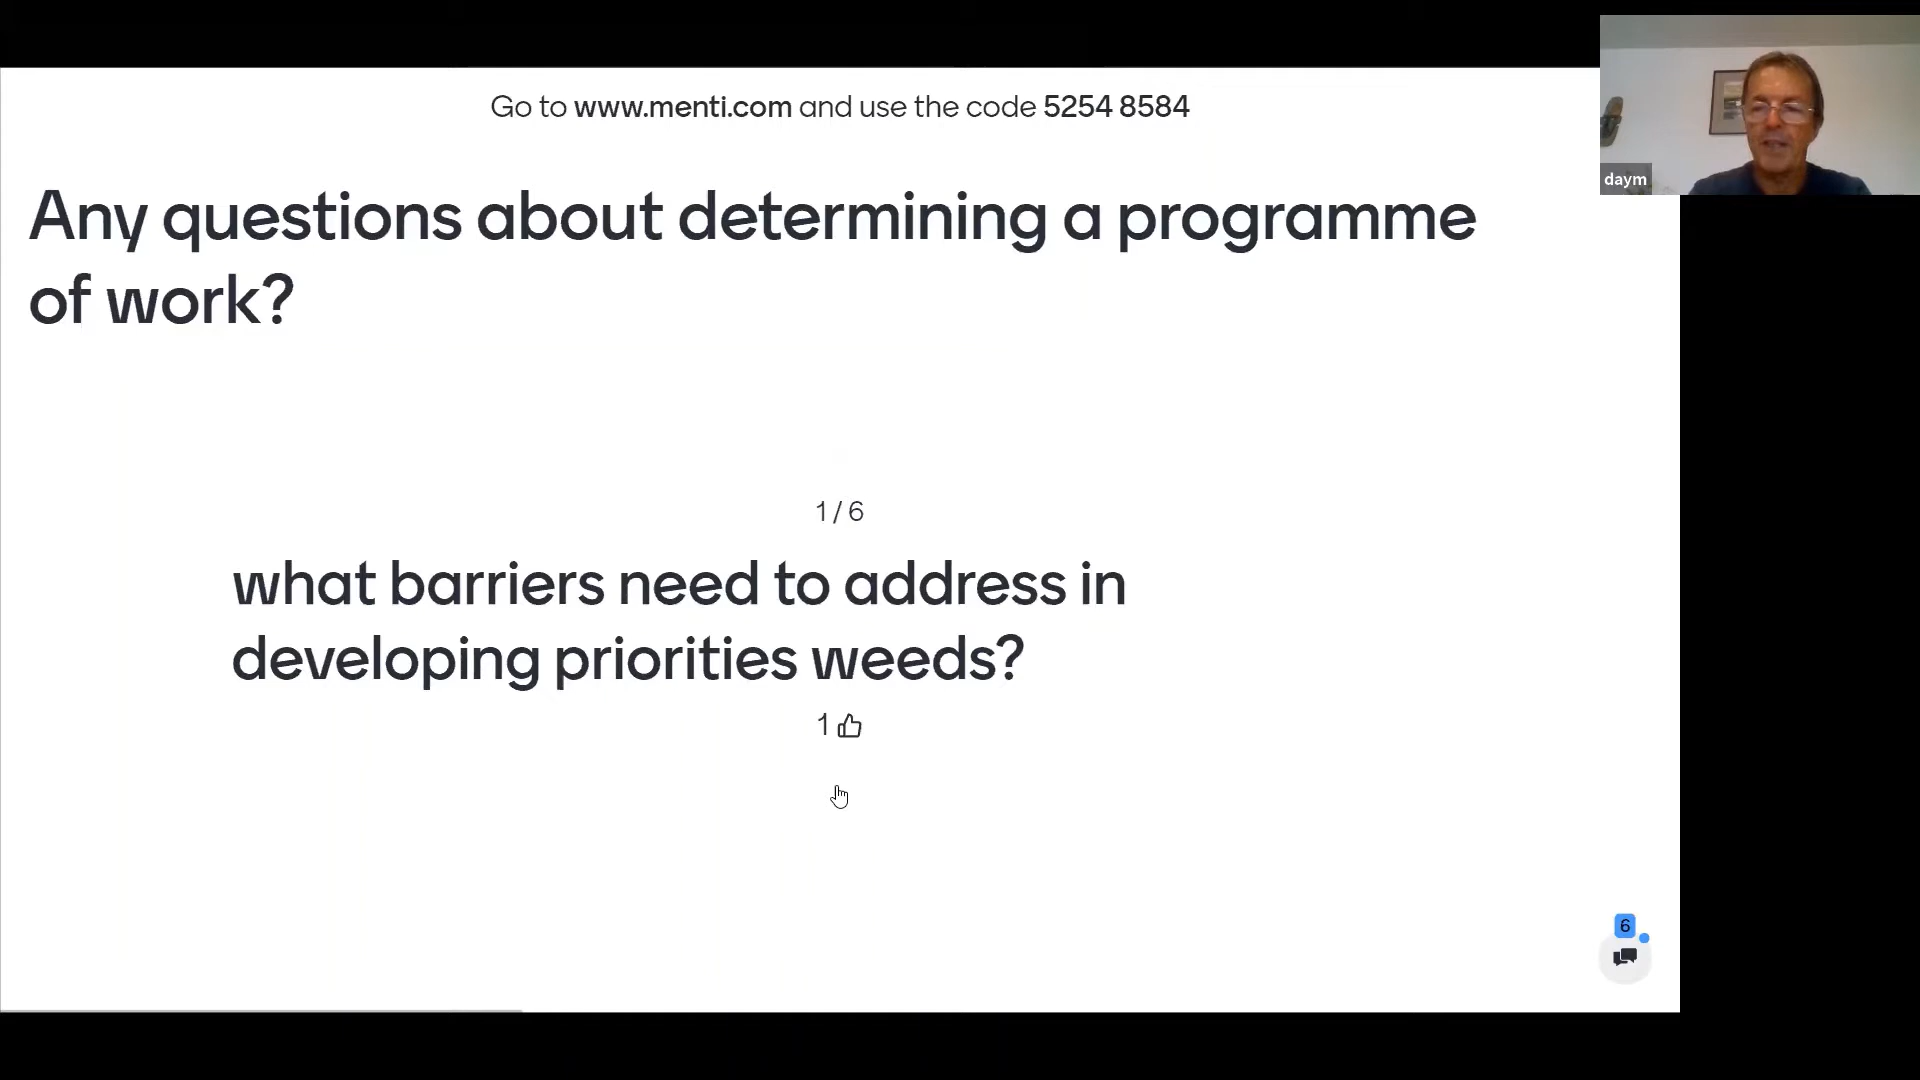 Go to www.menti.com and use the code 5254 8584
daym
Any questions about determining a programme
of work?
1 / 6
what barriers need to address in
developing priorities weeds?
1
6